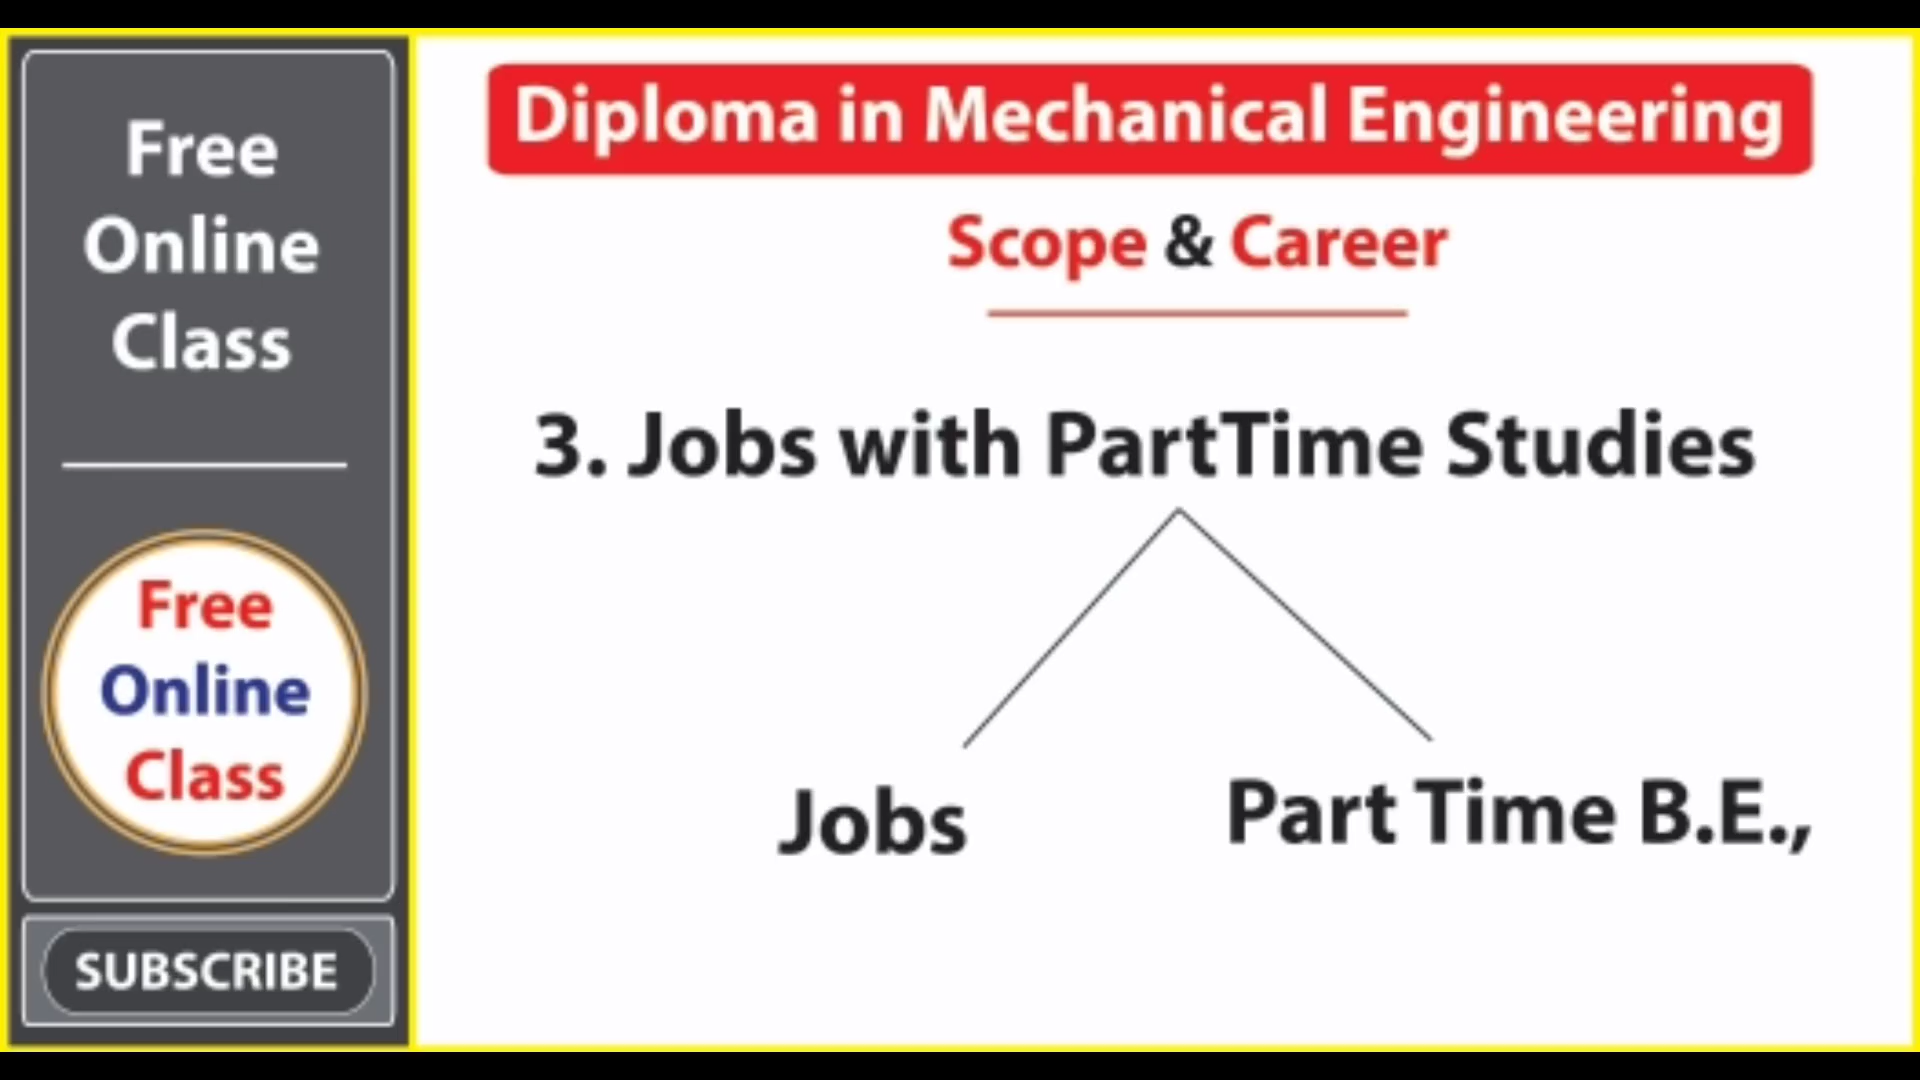 Free
Online
Class
Free
Online
Class
SUBSCRIBE
Diploma in Mechanical Engineering
Scope & Career
3. Jobs with PartTime Studies
Jobs
Part Time B.E.,